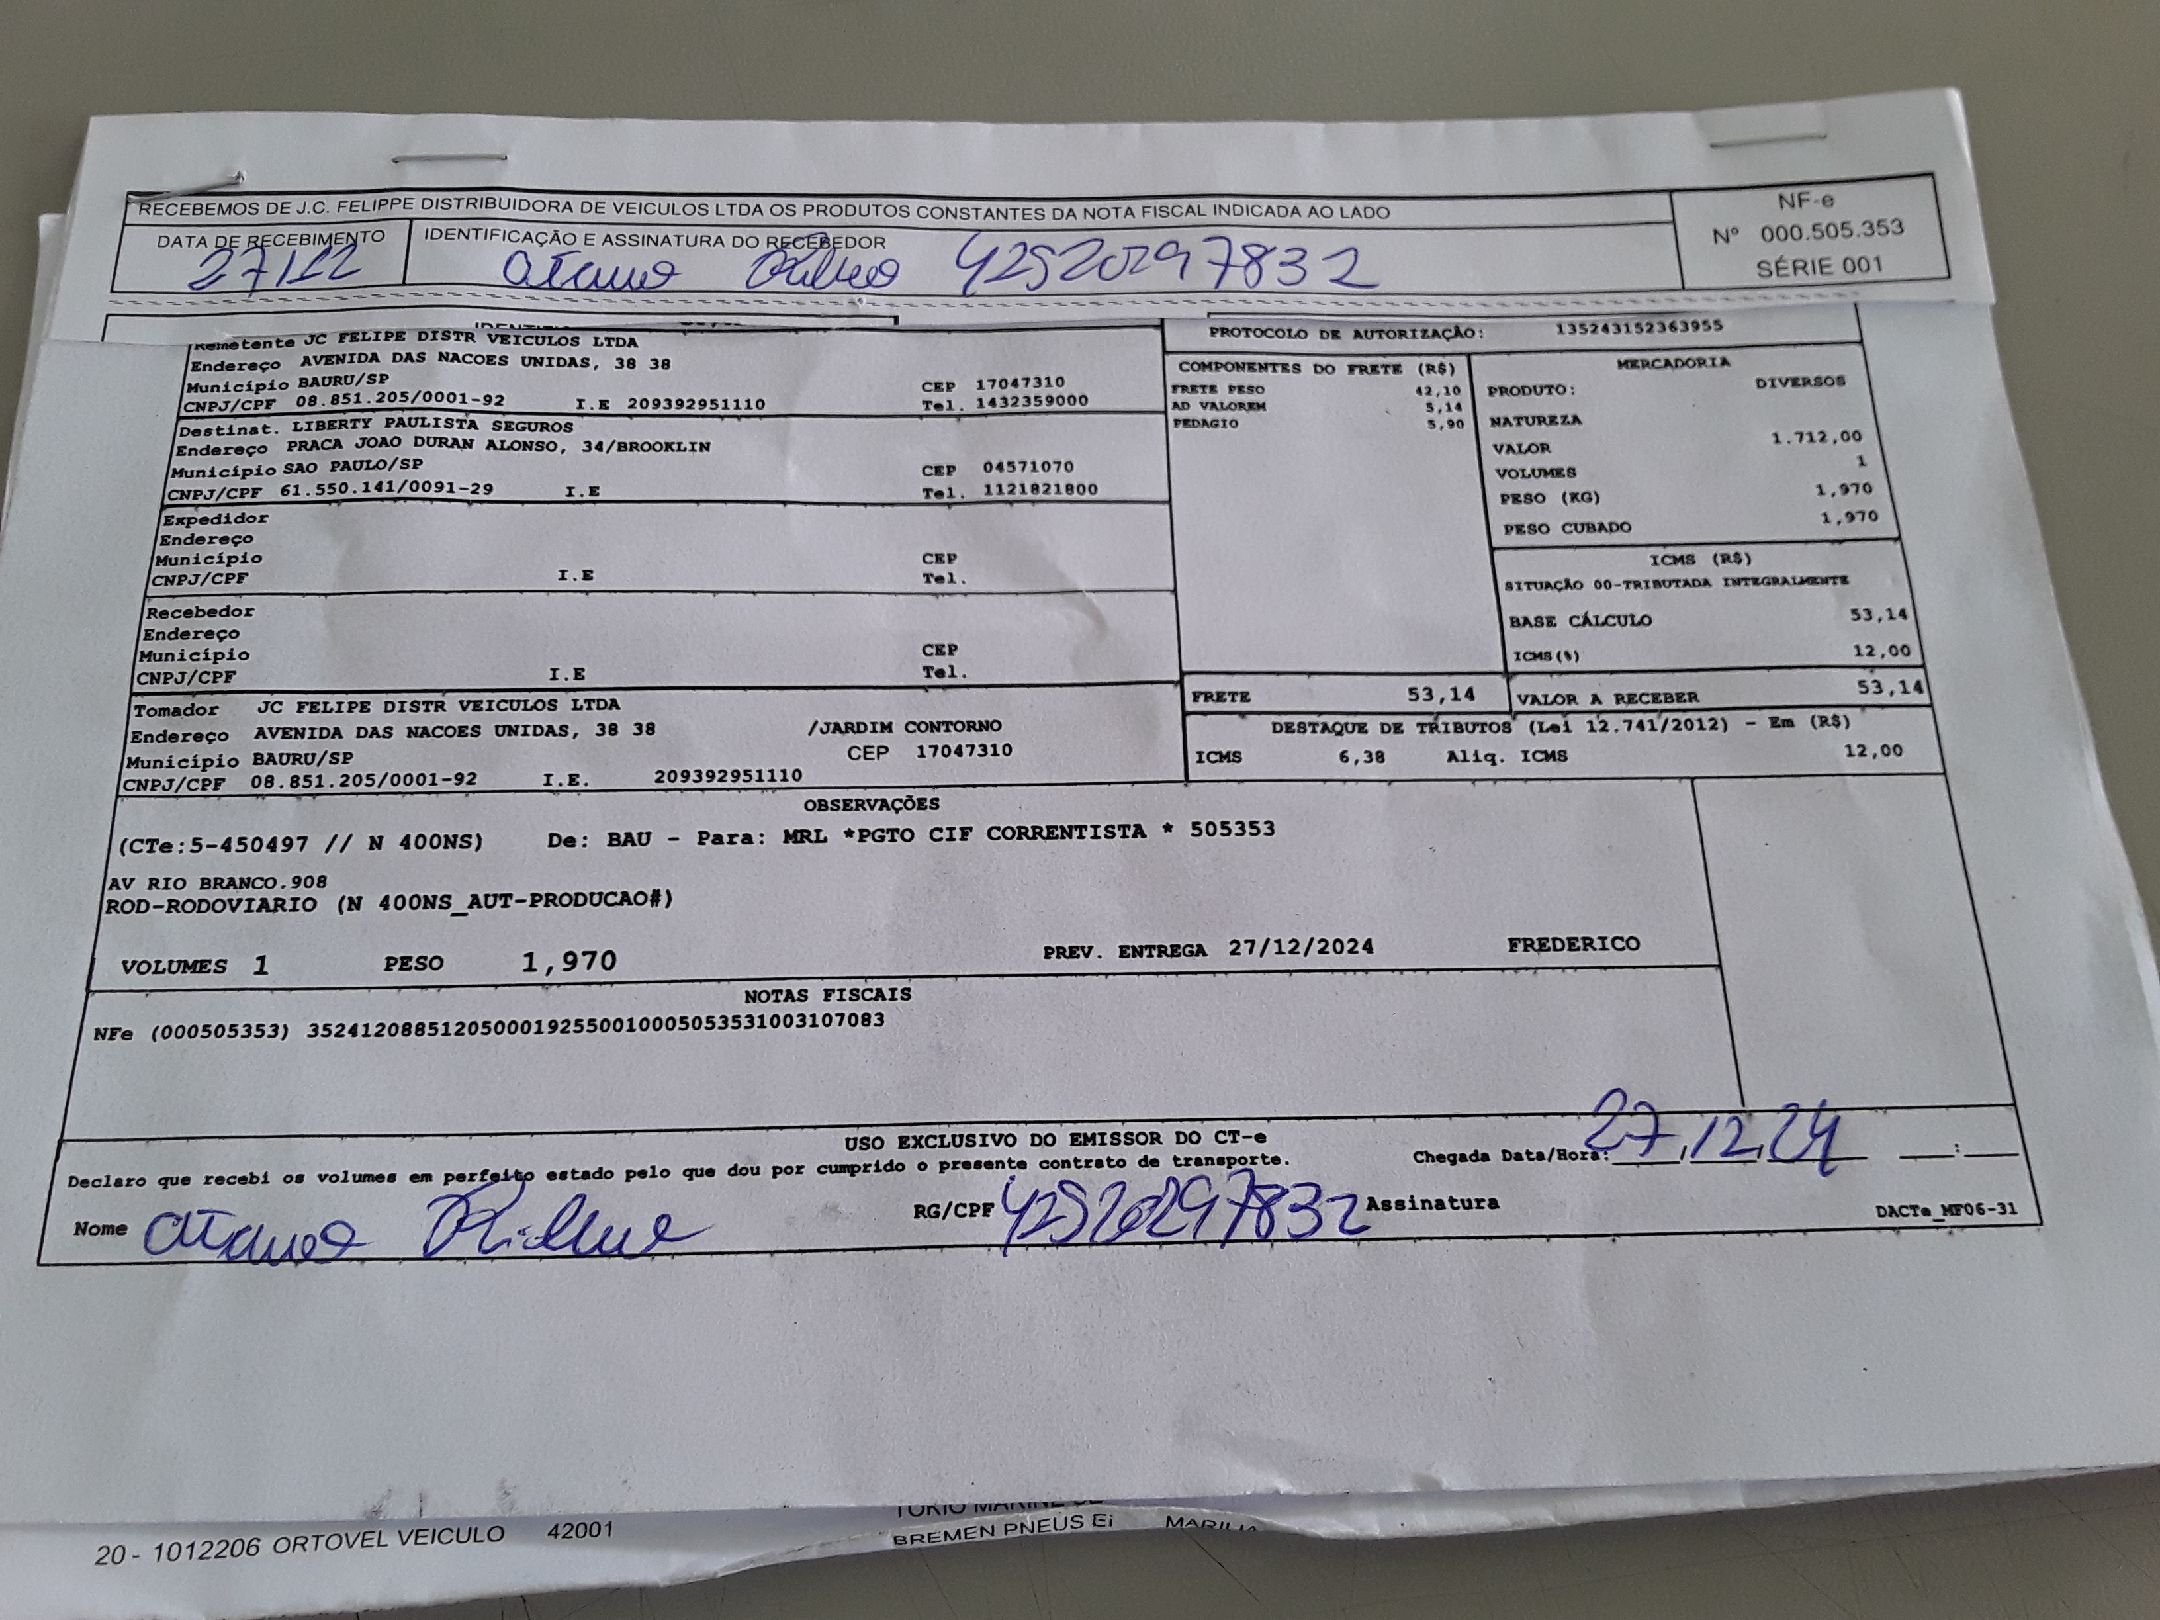 RECEBEMOS DE J.C. FELIPPE DISTRIBUIDORA DE VEICULOS LTDA OS PRODUTOS CONSTANTES DA NOTA FISCAL INDICADA AO LADO
NF-e
Nº 000.505.353
SÉRIE 001
DATA DE RECEBIMENTO
27/12
IDENTIFICAÇÃO E ASSINATURA DO RECEBEDOR
42520297832
Remetente JC FELIPE DISTR VEICULOS LTDA
Endereço AVENIDA DAS NACOES UNIDAS, 38 38
Município BAURU/SP CEP 17047310
CNPJ/CPF 08.851.205/0001-92 I.E 209392951110 Tel. 1432359000
Destinat. LIBERTY PAULISTA SEGUROS
Endereço PRACA JOAO DURAN ALONSO, 34/BROOKLIN
Município SAO PAULO/SP CEP 04571070
CNPJ/CPF 61.550.141/0091-29 I.E Tel. 1121821800
Expedidor
Endereço
Município CEP
CNPJ/CPF I.E Tel.
Recebedor
Endereço
Município CEP
CNPJ/CPF I.E Tel.
Tomador JC FELIPE DISTR VEICULOS LTDA
Endereço AVENIDA DAS NACOES UNIDAS, 38 38 /JARDIM CONTORNO
Município BAURU/SP CEP 17047310
CNPJ/CPF 08.851.205/0001-92 I.E. 209392951110
PROTOCOLO DE AUTORIZAÇÃO: 135243152363955
COMPONENTES DO FRETE (R$)
FRETE PESO 42,10
AD VALOREM 5,14
PEDAGIO 5,90
MERCADORIA
PRODUTO: DIVERSOS
NATUREZA
VALOR 1.712,00
VOLUMES 1
PESO (KG) 1,970
PESO CUBADO 1,970
ICMS (R$)
SITUAÇÃO 00-TRIBUTADA INTEGRALMENTE
BASE CÁLCULO 53,14
ICMS(%) 12,00
FRETE 53,14 VALOR A RECEBER 53,14
DESTAQUE DE TRIBUTOS (Lei 12.741/2012) - Em (R$)
ICMS 6,38 Aliq. ICMS 12,00
OBSERVAÇÕES
(CTe:5-450497 // N 400NS) De: BAU - Para: MRL *PGTO CIF CORRENTISTA * 505353
AV RIO BRANCO.908
ROD-RODOVIARIO (N 400NS_AUT-PRODUCAO#)
VOLUMES 1 PESO 1,970 PREV. ENTREGA 27/12/2024 FREDERICO
NOTAS FISCAIS
NFe (000505353) 35241208851205000192550010005053531003107083
USO EXCLUSIVO DO EMISSOR DO CT-e
Declaro que recebi os volumes em perfeito estado pelo que dou por cumprido o presente contrato de transporte. Chegada Data/Hora: 27/12/24 :
Nome RG/CPF 42520297832 Assinatura DACTe_MF06-31
TOKIO MARINE
20 - 1012206 ORTOVEL VEICULO 42001 BREMEN PNEUS Ei MARILIA